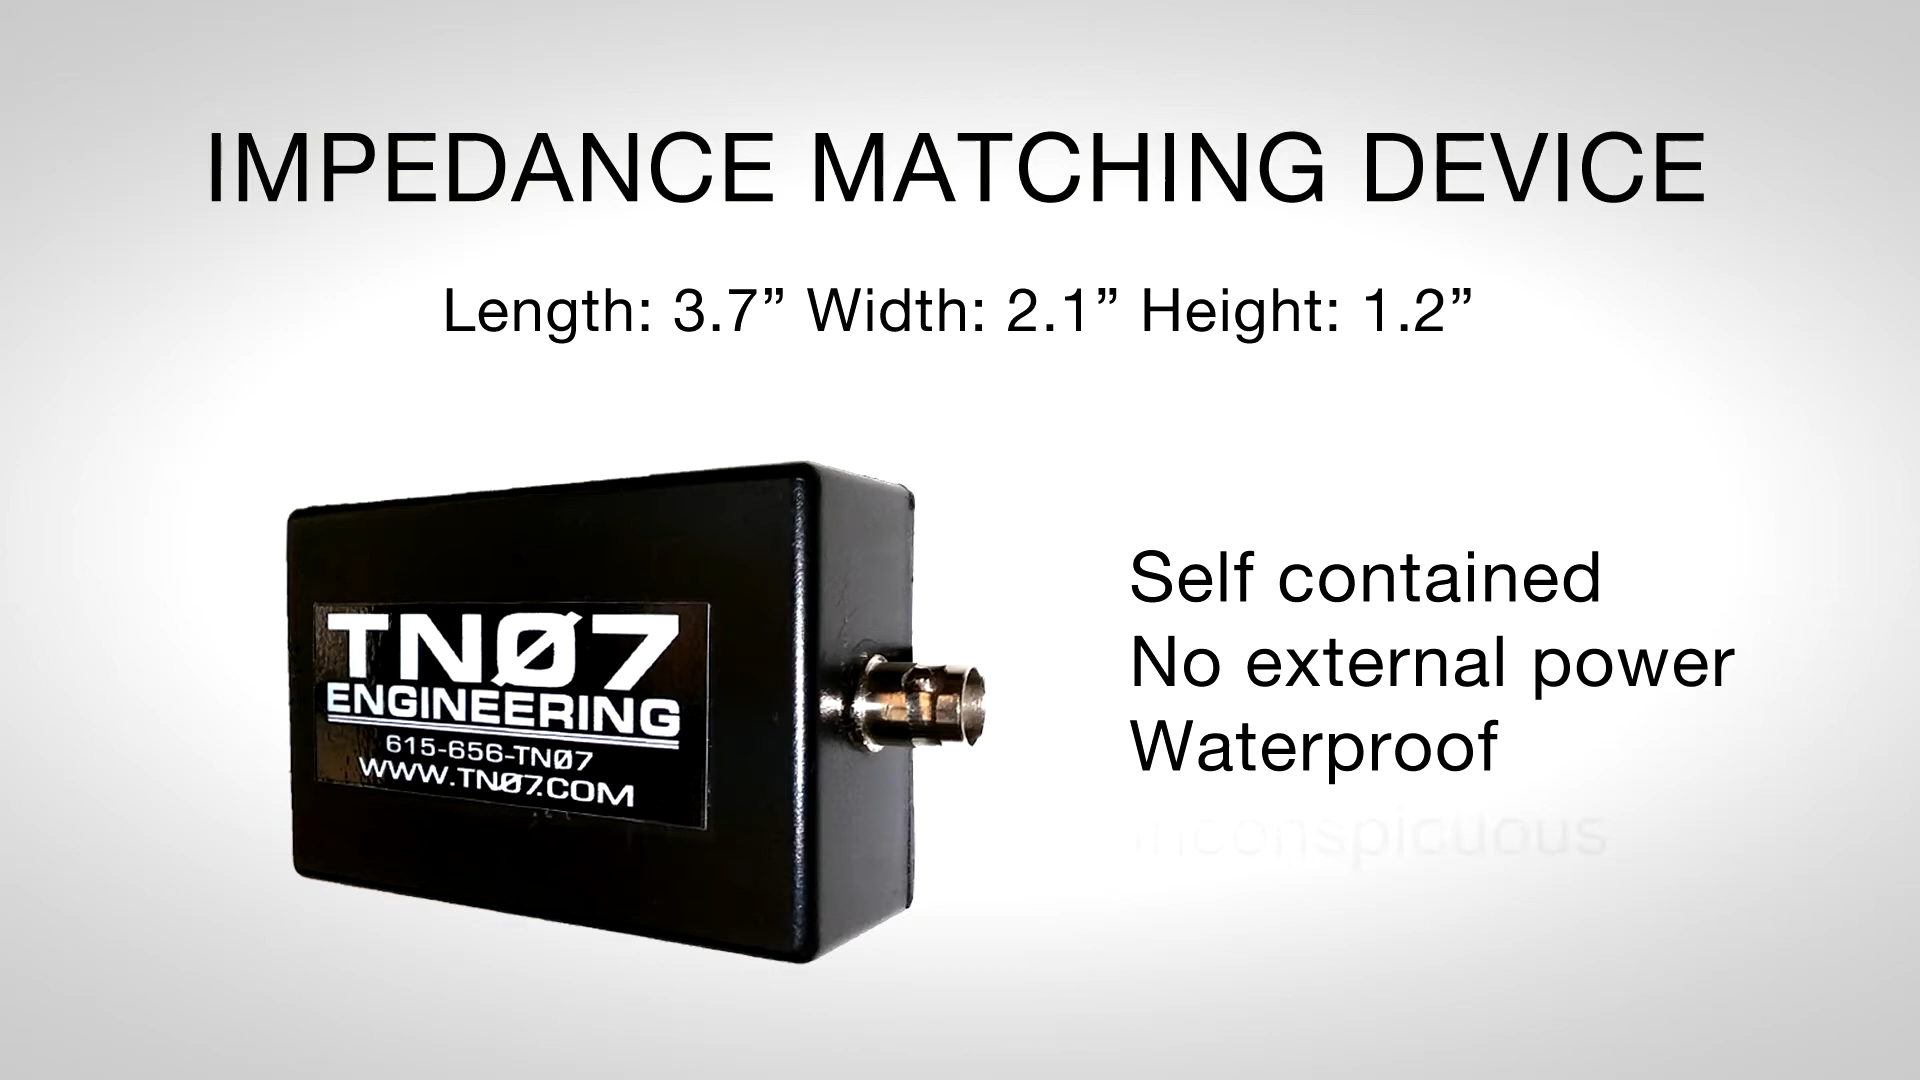 IMPEDANCE MATCHING DEVICE
Length: 3.7” Width: 2.1” Height: 1.2”
TNØ7
ENGINEERING
615-656-TNØ7
WWW.TNØ7.COM
Self contained
No external power
Waterproof
Inconspicuous